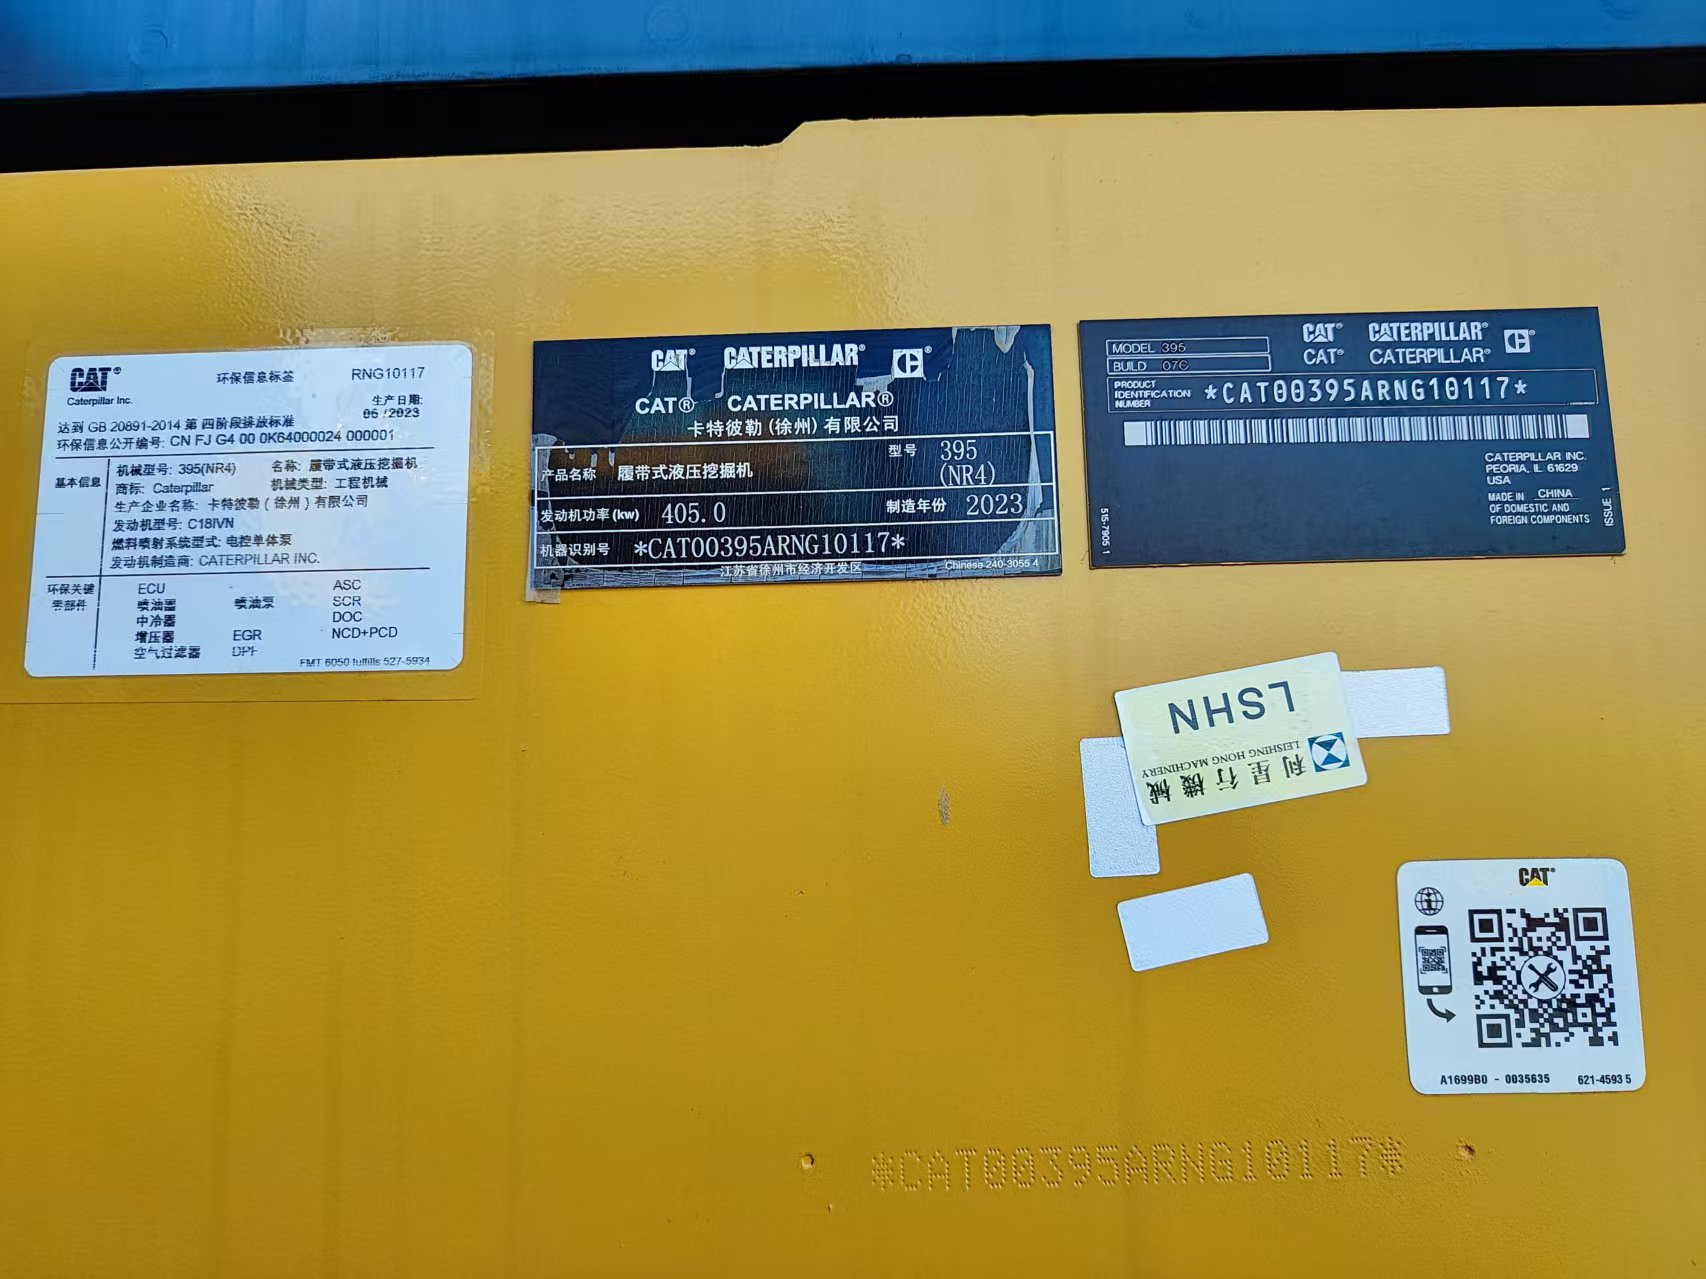 CAT®
Caterpillar Inc.
环保信息标签
RNG10117
生产日期:
06 /2023
达到 GB 20891-2014 第 四阶段排放标准
环保信息公开编号: CN FJ G4 00 0K64000024 000001
基本信息
机械型号: 395(NR4) 名称: 履带式液压挖掘机
商标: Caterpillar 机械类型: 工程机械
生产企业名称: 卡特彼勒 ( 徐州 ) 有限公司
发动机型号: C18IVN
燃料喷射系统型式: 电控单体泵
发动机制造商: CATERPILLAR INC.
环保关键
零部件
ECU ASC
喷油器 喷油泵 SCR
中冷器 DOC
增压器 EGR NCD+PCD
空气过滤器 DPF
FMT 6050 fulfills 527-5934
CAT® CATERPILLAR® ®
CAT® CATERPILLAR®
卡特彼勒 (徐州) 有限公司
产品名称 履带式液压挖掘机 型号 395
(NR4)
发动机功率(kw) 405.0 制造年份 2023
机器识别号 *CAT00395ARNG10117*
江苏省徐州市经济开发区 Chinese 240-3055 4
MODEL 395
BUILD 07C
CAT® CATERPILLAR® ®
CAT® CATERPILLAR®
PRODUCT
IDENTIFICATION
NUMBER
*CAT00395ARNG10117*
CATERPILLAR INC.
PEORIA, IL 61629
USA
MADE IN CHINA
OF DOMESTIC AND
FOREIGN COMPONENTS
515-7905 1
ISSUE 1
利星行機械
LEISHING HONG MACHINERY
LSHN
CAT®
A1699B0 - 0035635 621-4593 5
*CAT00395ARNG10117*